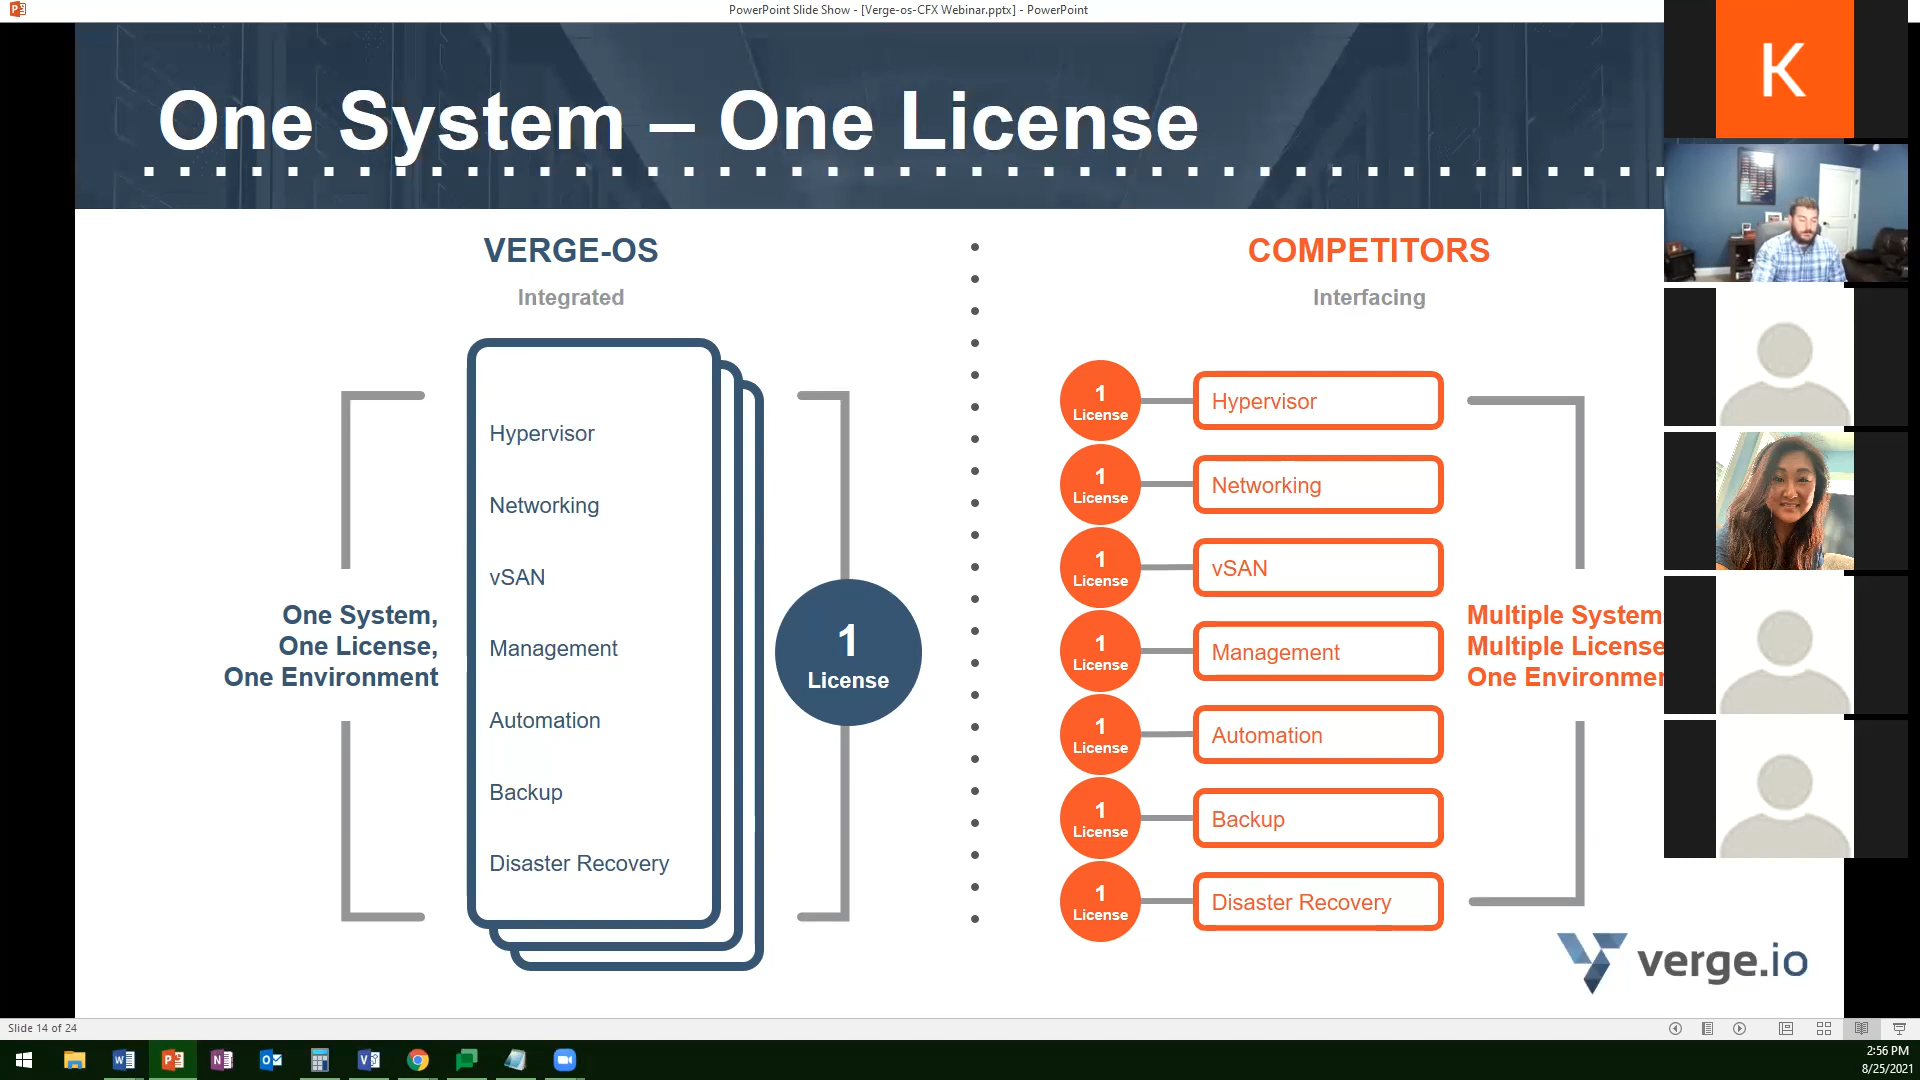 PowerPoint Slide Show - [Verge-os-CFX Webinar.pptx] - PowerPoint
K
One System – One License
VERGE-OS
Integrated
Hypervisor
Networking
vSAN
Management
Automation
Backup
Disaster Recovery
One System,
One License,
One Environment
1
License
COMPETITORS
Interfacing
1
License
Hypervisor
1
License
Networking
1
License
vSAN
1
License
Management
1
License
Automation
1
License
Backup
1
License
Disaster Recovery
Multiple System
Multiple License
One Environmen
verge.io
Slide 14 of 24
2:56 PM
8/25/2021